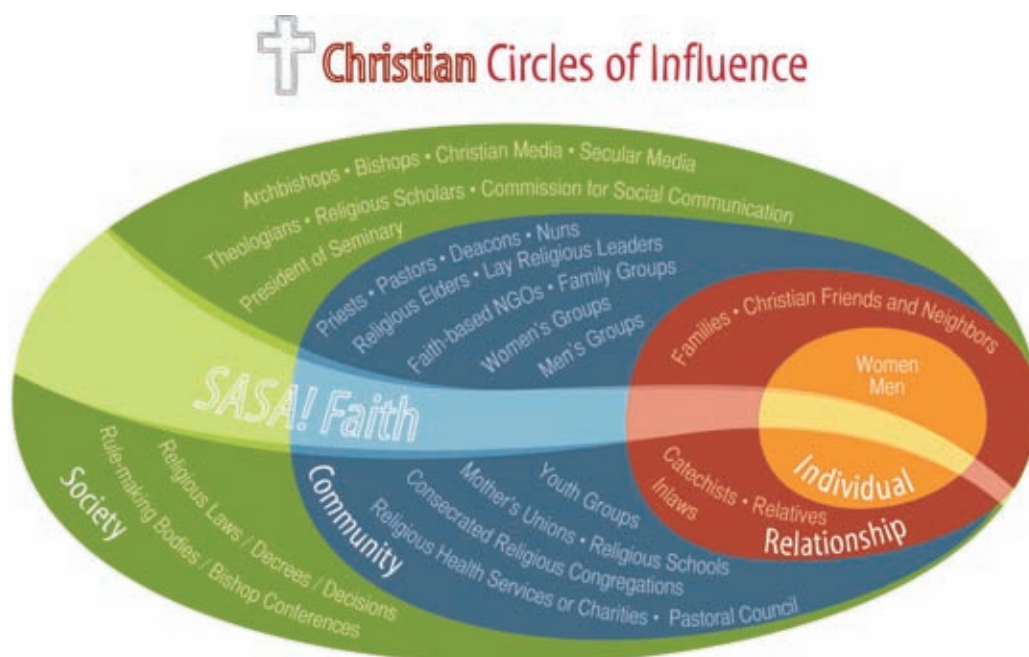 Christian Circles of Influence
Archbishops • Bishops • Christian Media • Secular Media
Theologians • Religious Scholars • Commission for Social Communication
President of Seminary
Priests • Pastors • Deacons • Nuns
Religious Elders • Lay Religious Leaders
Faith-based NGOs • Family Groups
Women's Groups
Men's Groups
Families • Christian Friends and Neighbors
Women
Men
SASA! Faith
Individual
Catechists • Relatives
Inlaws
Relationship
Youth Groups
Mother's Unions • Religious Schools
Consecrated Religious Congregations
Religious Health Services or Charities • Pastoral Council
Community
Religious Laws / Decrees / Decisions
Rule-making Bodies / Bishop Conferences
Society